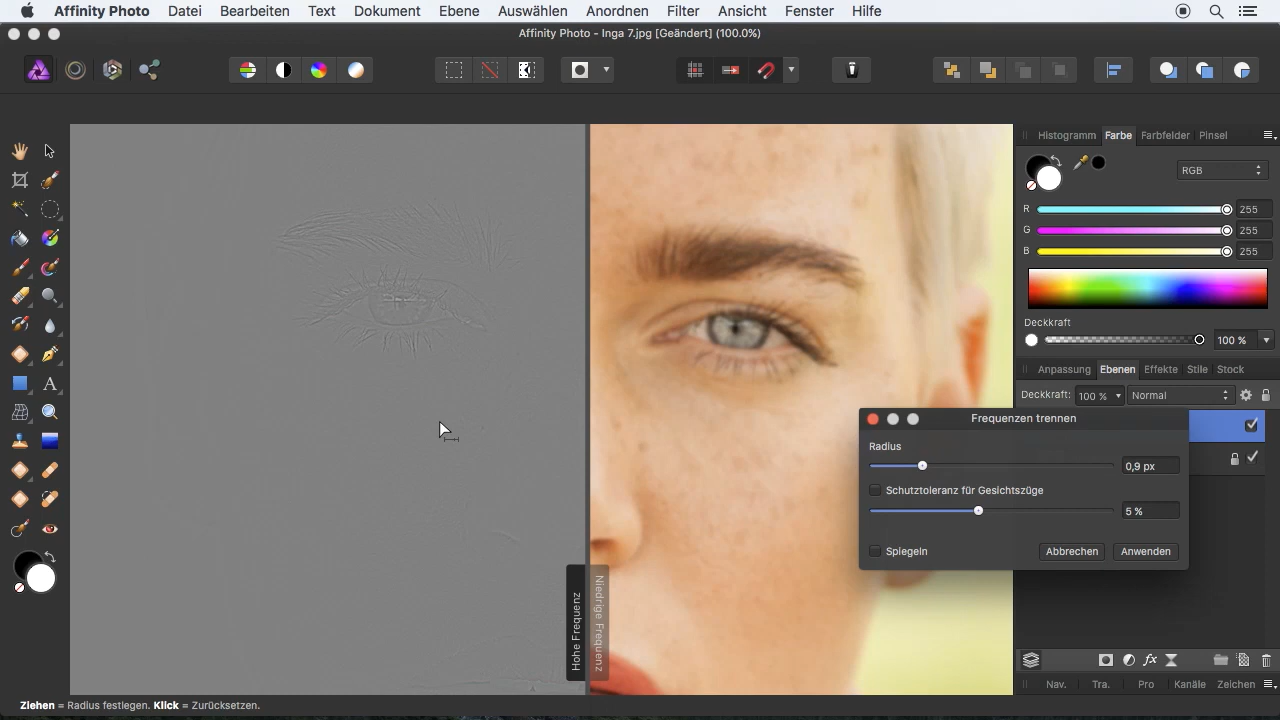 Affinity Photo Datei Bearbeiten Text Dokument Ebene Auswählen Anordnen Filter Ansicht Fenster Hilfe
Affinity Photo - Inga 7.jpg [Geändert] (100.0%)
Histogramm Farbe Farbfelder Pinsel
RGB
R 255
G 255
B 255
Deckkraft
100 %
Anpassung Ebenen Effekte Stile Stock
Deckkraft: 100 % Normal
Frequenzen trennen
Radius
0,9 px
Schutztoleranz für Gesichtszüge
5 %
Spiegeln Abbrechen Anwenden
Hohe Frequenz
Niedrige Frequenz
Nav. Tra. Pro Kanäle Zeichen
Ziehen = Radius festlegen. Klick = Zurücksetzen.